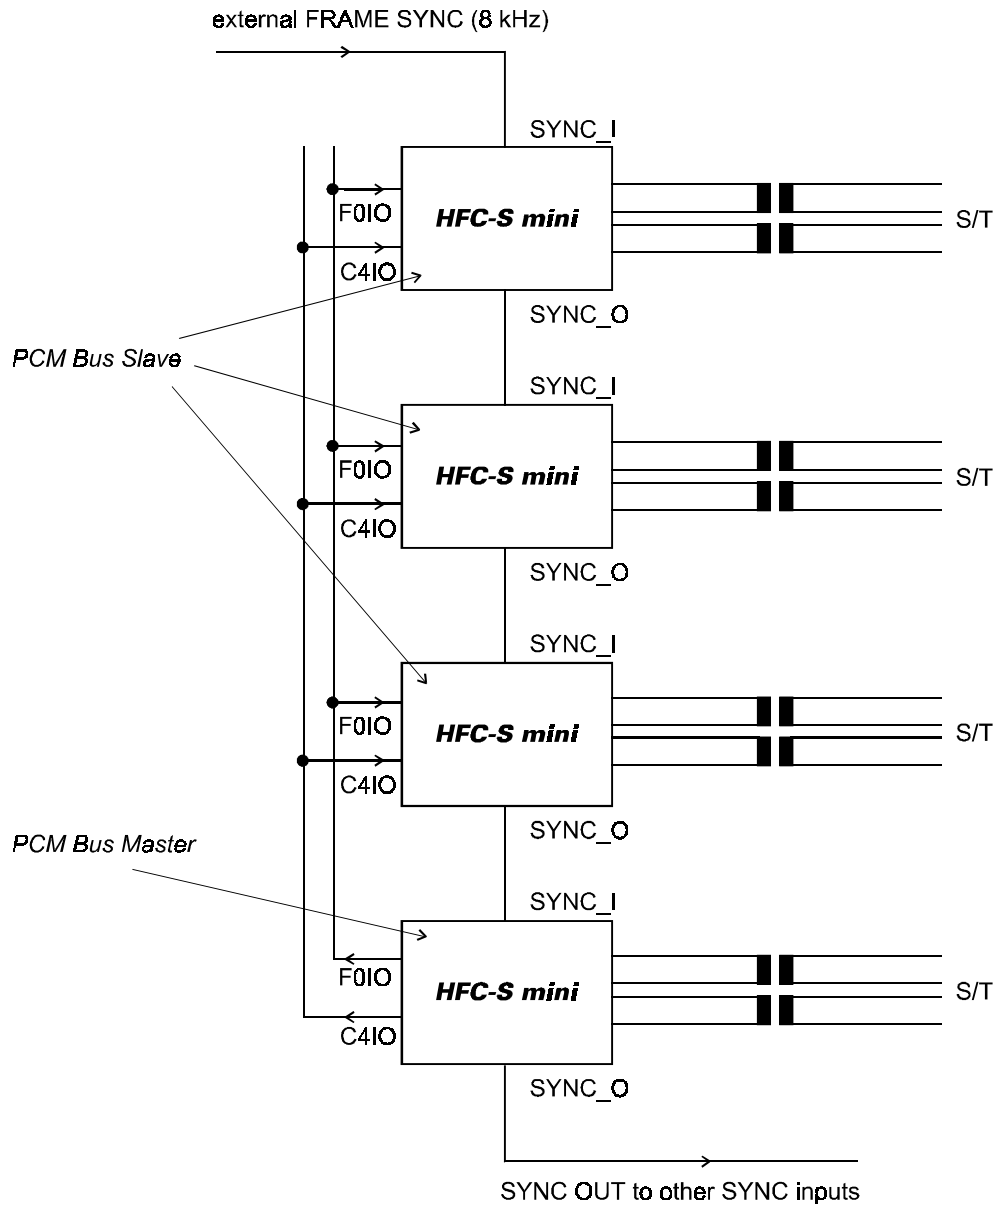 external FRAME SYNC (8 kHz)
SYNC_I
F0IO
HFC-S mini
S/T
C4IO
SYNC_O
PCM Bus Slave
SYNC_I
F0IO
HFC-S mini
S/T
C4IO
SYNC_O
SYNC_I
F0IO
HFC-S mini
S/T
C4IO
SYNC_O
PCM Bus Master
SYNC_I
F0IO
HFC-S mini
S/T
C4IO
SYNC_O
SYNC OUT to other SYNC inputs